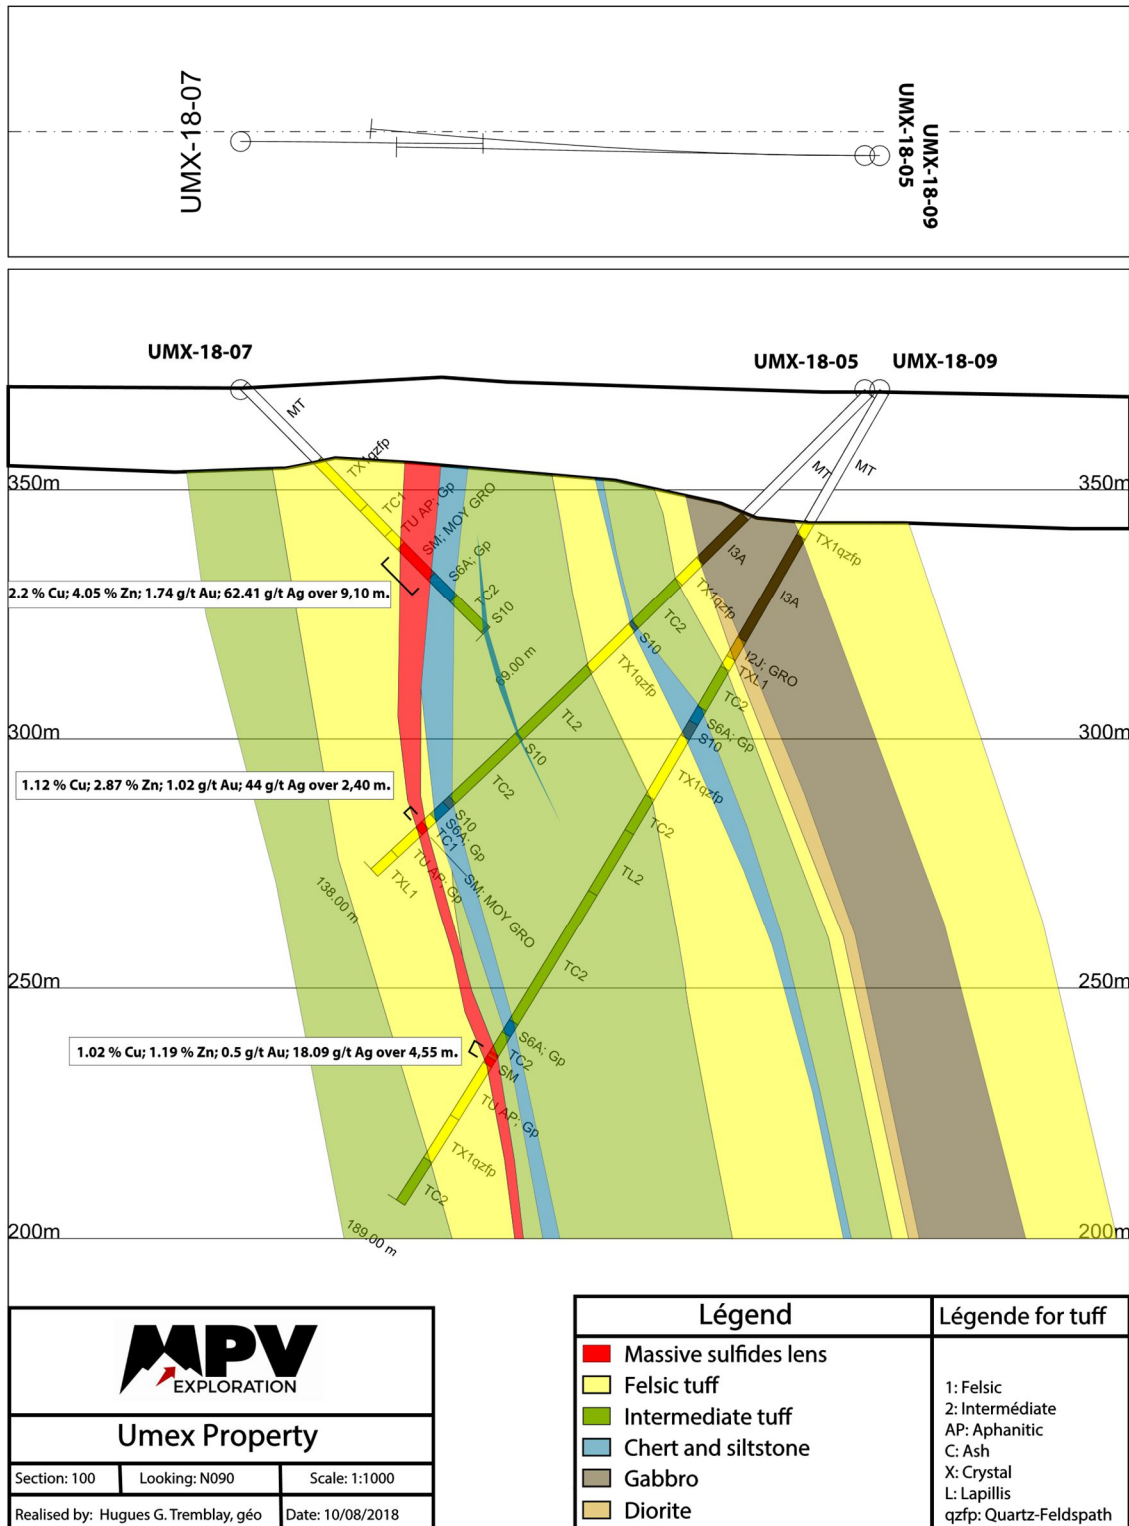 UMX-18-07
UMX-18-05
UMX-18-09
UMX-18-07
UMX-18-05
UMX-18-09
MT
MT
MT
350m
350m
TX1qzfp
TC1
TU AP; Gp
SM; MOY GRO
S6A; Gp
TC2
S10
69.00 m
2.2 % Cu; 4.05 % Zn; 1.74 g/t Au; 62.41 g/t Ag over 9,10 m.
I3A
TX1qzfp
TC2
S10
TX1qzfp
TL2
S10
TC2
S10
S6A; Gp
TC1
SM; MOY GRO
TU AP; Gp
TXL1
138.00 m
TX1qzfp
I3A
I2J; GRO
TXL1
TC2
S6A; Gp
S10
TX1qzfp
TC2
TL2
TC2
S6A; Gp
TC2
SM
TU AP; Gp
TX1qzfp
TC2
189.00 m
300m
300m
1.12 % Cu; 2.87 % Zn; 1.02 g/t Au; 44 g/t Ag over 2,40 m.
250m
250m
1.02 % Cu; 1.19 % Zn; 0.5 g/t Au; 18.09 g/t Ag over 4,55 m.
200m
200m
MPV
EXPLORATION
Umex Property
Section: 100
Looking: N090
Scale: 1:1000
Realised by: Hugues G. Tremblay, géo
Date: 10/08/2018
Légend
Massive sulfides lens
Felsic tuff
Intermediate tuff
Chert and siltstone
Gabbro
Diorite
Légende for tuff
1: Felsic
2: Intermédiate
AP: Aphanitic
C: Ash
X: Crystal
L: Lapillis
qzfp: Quartz-Feldspath